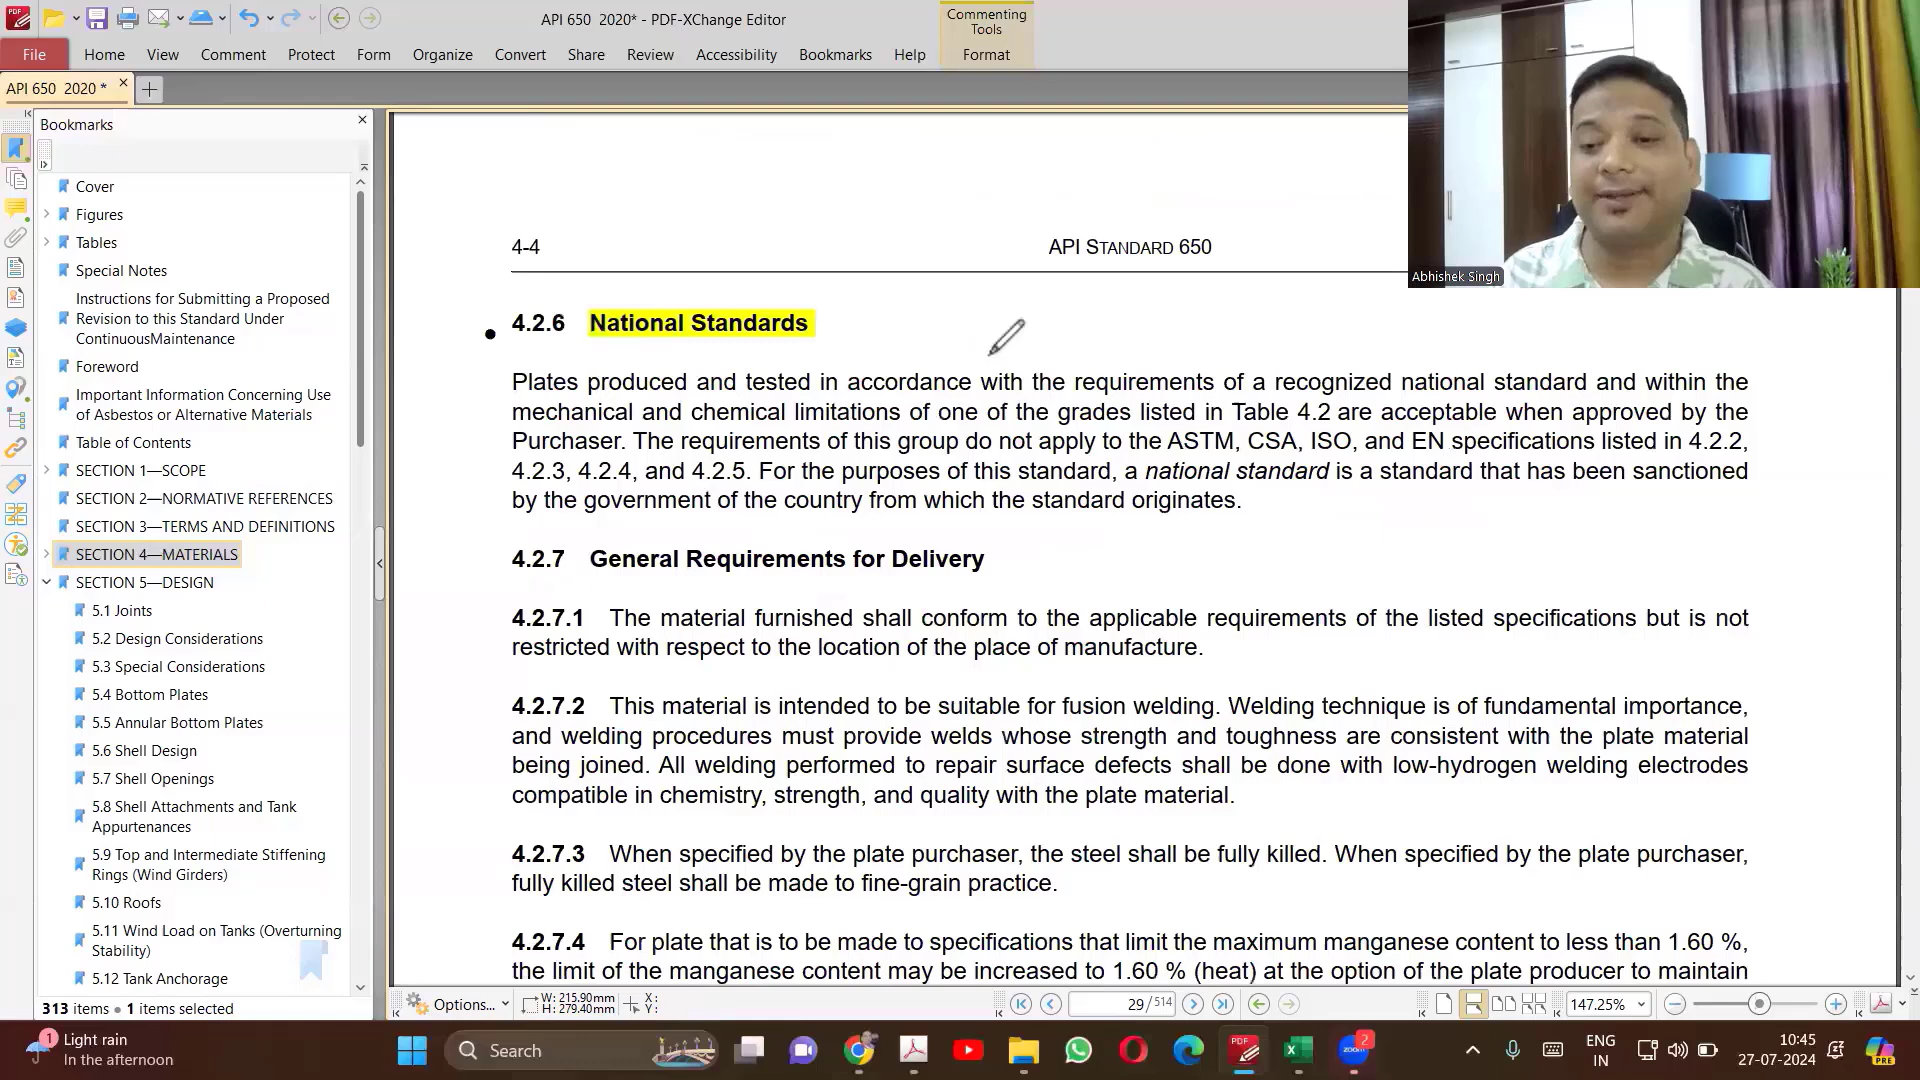 API 650  2020* - PDF-XChange Editor
Commenting
Tools
File
Home
View
Comment
Protect
Form
Organize
Convert
Share
Review
Accessibility
Bookmarks
Help
Format
API 650  2020 *
Bookmarks
Cover
Figures
Tables
Special Notes
Instructions for Submitting a Proposed
Revision to this Standard Under
ContinuousMaintenance
Foreword
Important Information Concerning Use
of Asbestos or Alternative Materials
Table of Contents
SECTION 1—SCOPE
SECTION 2—NORMATIVE REFERENCES
SECTION 3—TERMS AND DEFINITIONS
SECTION 4—MATERIALS
SECTION 5—DESIGN
5.1 Joints
5.2 Design Considerations
5.3 Special Considerations
5.4 Bottom Plates
5.5 Annular Bottom Plates
5.6 Shell Design
5.7 Shell Openings
5.8 Shell Attachments and Tank
Appurtenances
5.9 Top and Intermediate Stiffening
Rings (Wind Girders)
5.10 Roofs
5.11 Wind Load on Tanks (Overturning
Stability)
5.12 Tank Anchorage
313 items • 1 items selected
4-4
API STANDARD 650
Abhishek Singh
• 4.2.6 National Standards
Plates produced and tested in accordance with the requirements of a recognized national standard and within the
mechanical and chemical limitations of one of the grades listed in Table 4.2 are acceptable when approved by the
Purchaser. The requirements of this group do not apply to the ASTM, CSA, ISO, and EN specifications listed in 4.2.2,
4.2.3, 4.2.4, and 4.2.5. For the purposes of this standard, a national standard is a standard that has been sanctioned
by the government of the country from which the standard originates.
4.2.7 General Requirements for Delivery
4.2.7.1 The material furnished shall conform to the applicable requirements of the listed specifications but is not
restricted with respect to the location of the place of manufacture.
4.2.7.2 This material is intended to be suitable for fusion welding. Welding technique is of fundamental importance,
and welding procedures must provide welds whose strength and toughness are consistent with the plate material
being joined. All welding performed to repair surface defects shall be done with low-hydrogen welding electrodes
compatible in chemistry, strength, and quality with the plate material.
4.2.7.3 When specified by the plate purchaser, the steel shall be fully killed. When specified by the plate purchaser,
fully killed steel shall be made to fine-grain practice.
4.2.7.4 For plate that is to be made to specifications that limit the maximum manganese content to less than 1.60 %,
the limit of the manganese content may be increased to 1.60 % (heat) at the option of the plate producer to maintain
Options...
W: 215.90mm
H: 279.40mm
X:
Y:
29 / 514
147.25%
1
Light rain
In the afternoon
Search
PDF
zoom
2
ENG
IN
10:45
27-07-2024
PRE